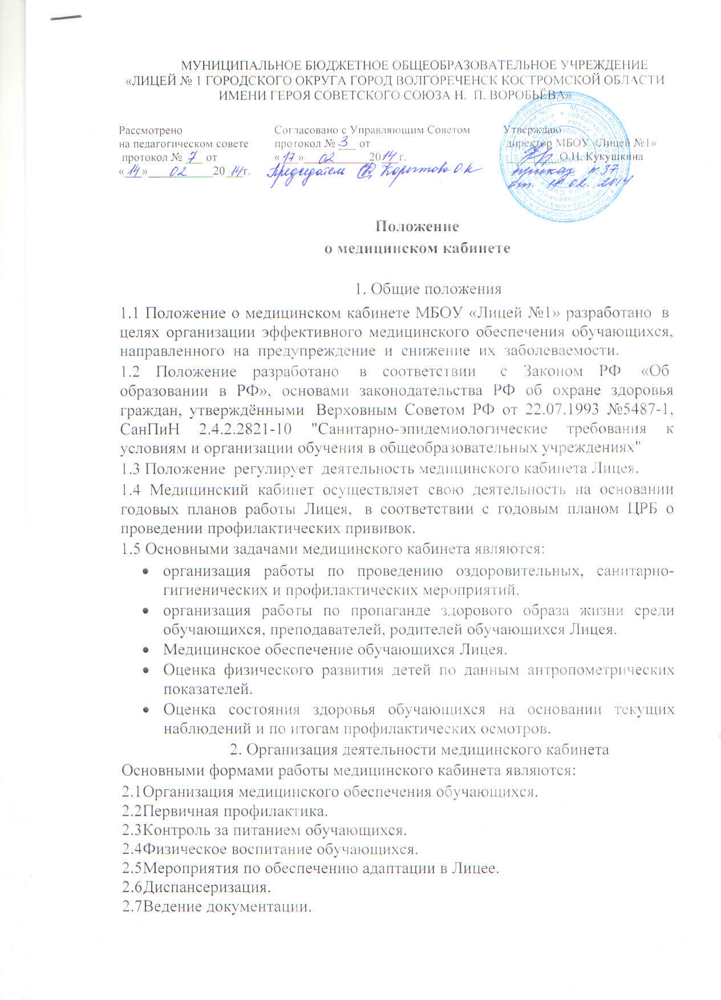 МУНИЦИПАЛЬНОЕ БЮДЖЕТНОЕ ОБЩЕОБРАЗОВАТЕЛЬНОЕ УЧРЕЖДЕНИЕ
«ЛИЦЕЙ № 1 ГОРОДСКОГО ОКРУГА ГОРОД ВОЛГОРЕЧЕНСК КОСТРОМСКОЙ ОБЛАСТИ
ИМЕНИ ГЕРОЯ СОВЕТСКОГО СОЮЗА Н. П. ВОРОБЬЁВА»
Рассмотрено
на педагогическом совете
протокол № 7 от
«14» 02 2014г.
Согласовано с Управляющим Советом
протокол № 3 от
«17» 02 2014г.
Председатель О.К
Утверждаю
директор МБОУ «Лицей №1»
О.Н. Кукушкина
приказ № 37
от 18 02. 2014
Положение
о медицинском кабинете
1. Общие положения
1.1 Положение о медицинском кабинете МБОУ «Лицей №1» разработано в
целях организации эффективного медицинского обеспечения обучающихся,
направленного на предупреждение и снижение их заболеваемости.
1.2 Положение разработано в соответствии с Законом РФ «Об
образовании в РФ», основами законодательства РФ об охране здоровья
граждан, утверждёнными Верховным Советом РФ от 22.07.1993 №5487-1,
СанПиН 2.4.2.2821-10 "Санитарно-эпидемиологические требования к
условиям и организации обучения в общеобразовательных учреждениях"
1.3 Положение регулирует деятельность медицинского кабинета Лицея.
1.4 Медицинский кабинет осуществляет свою деятельность на основании
годовых планов работы Лицея, в соответствии с годовым планом ЦРБ о
проведении профилактических прививок.
1.5 Основными задачами медицинского кабинета являются:
• организация работы по проведению оздоровительных, санитарно-
гигиенических и профилактических мероприятий.
• организация работы по пропаганде здорового образа жизни среди
обучающихся, преподавателей, родителей обучающихся Лицея.
• Медицинское обеспечение обучающихся Лицея.
• Оценка физического развития детей по данным антропометрических
показателей.
• Оценка состояния здоровья обучающихся на основании текущих
наблюдений и по итогам профилактических осмотров.
2. Организация деятельности медицинского кабинета
Основными формами работы медицинского кабинета являются:
2.1Организация медицинского обеспечения обучающихся.
2.2Первичная профилактика.
2.3Контроль за питанием обучающихся.
2.4Физическое воспитание обучающихся.
2.5Мероприятия по обеспечению адаптации в Лицее.
2.6Диспансеризация.
2.7Ведение документации.